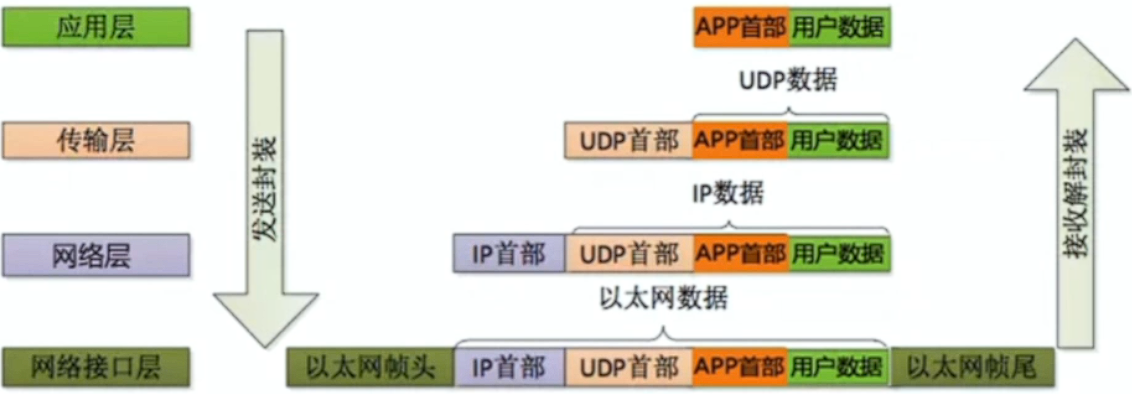 应用层 APP首部 用户数据
UDP数据
传输层 UDP首部 APP首部 用户数据
发送封装
接收解封装
IP数据
网络层 IP首部 UDP首部 APP首部 用户数据
以太网数据
网络接口层 以太网帧头 IP首部 UDP首部 APP首部 用户数据 以太网帧尾